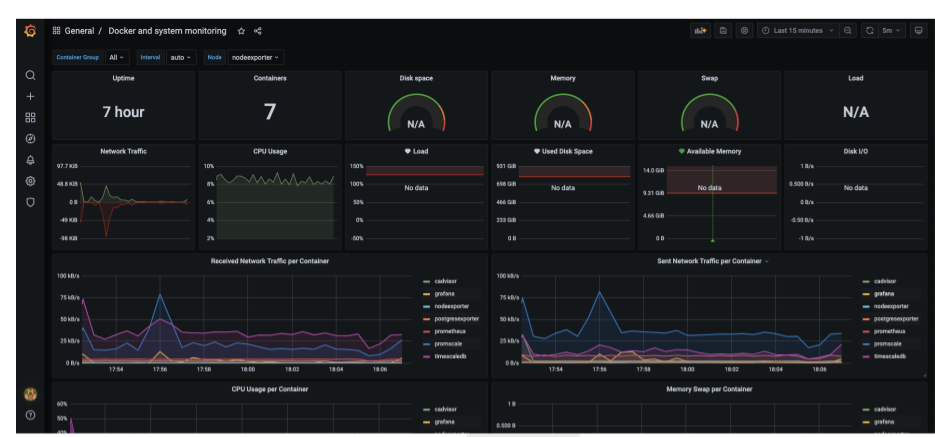 General / Docker and system monitoring
Last 15 minutes
5m
Container Group All Interval auto Node nodeexporter
Uptime
7 hour
Containers
7
Disk space
N/A
Memory
N/A
Swap
N/A
Load
N/A
Network Traffic
97.7 KiB
48.8 KiB
0 B
-49 KiB
-98 KiB
CPU Usage
10%
8%
6%
4%
2%
Load
150%
100%
50%
0%
-50%
No data
Used Disk Space
931 GiB
698 GiB
466 GiB
233 GiB
0 B
No data
Available Memory
14.0 GiB
9.31 GiB
4.66 GiB
0 B
No data
Disk I/O
1 B/s
0.500 B/s
0 B/s
-0.50 B/s
-1 B/s
No data
Received Network Traffic per Container
100 kB/s
75 kB/s
50 kB/s
25 kB/s
0 B/s
17:54 17:56 17:58 18:00 18:02 18:04 18:06
cadvisor
grafana
nodeexporter
postgresexporter
prometheus
promscale
timescaledb
Sent Network Traffic per Container
100 kB/s
75 kB/s
50 kB/s
25 kB/s
0 B/s
17:54 17:56 17:58 18:00 18:02 18:04 18:06
cadvisor
grafana
nodeexporter
postgresexporter
prometheus
promscale
timescaledb
CPU Usage per Container
60%
50%
40%
cadvisor
grafana
Memory Swap per Container
1 B
0.500 B
cadvisor
grafana